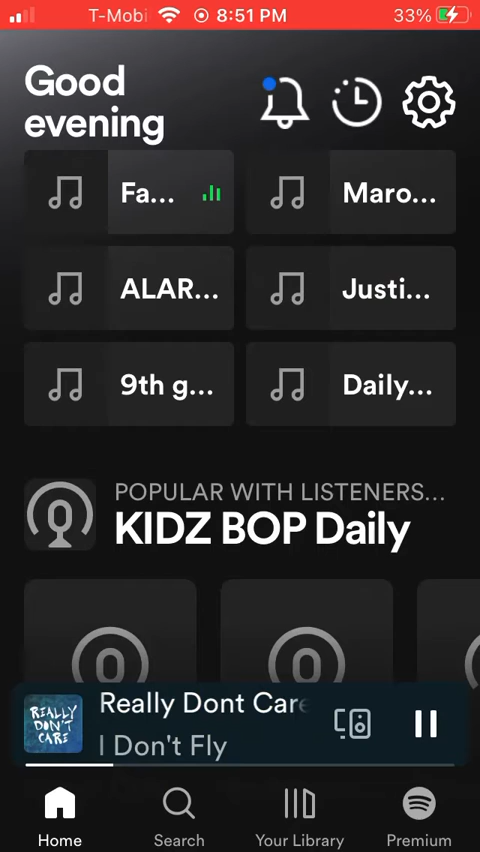 T-Mobi 8:51 PM 33%
Good
evening
Fa... Maro...
ALAR... Justi...
9th g... Daily...
POPULAR WITH LISTENERS...
KIDZ BOP Daily
REALLY
DON'T
CARE
Really Dont Care
I Don't Fly
Home Search Your Library Premium